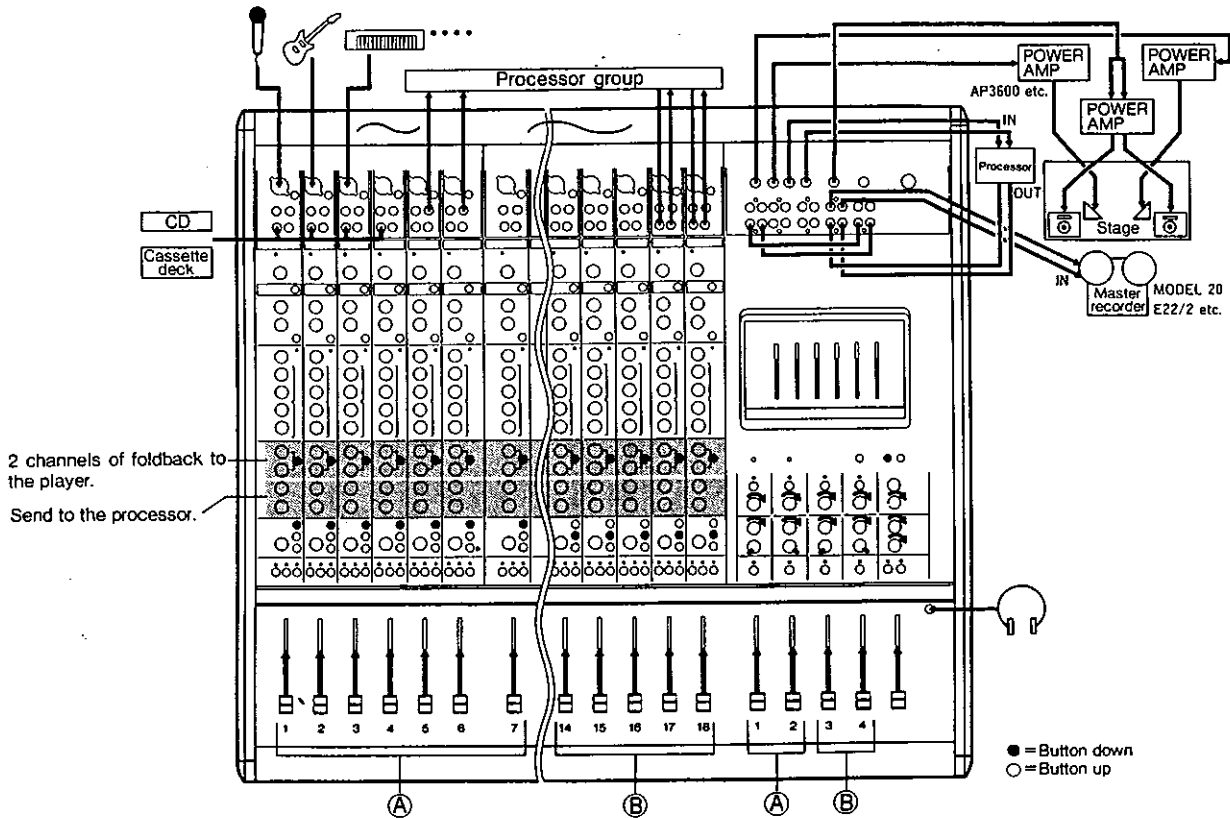 Processor group
POWER
AMP
POWER
AMP
AP3600 etc.
POWER
AMP
IN
Processor
OUT
Stage
CD
Cassette
deck
IN
Master
recorder
MODEL 20
E22/2 etc.
2 channels of foldback to
the player.
Send to the processor.
1 2 3 4 5 6 7 14 15 16 17 18 1 2 3 4
● = Button down
○ = Button up
Ⓐ Ⓑ Ⓐ Ⓑ